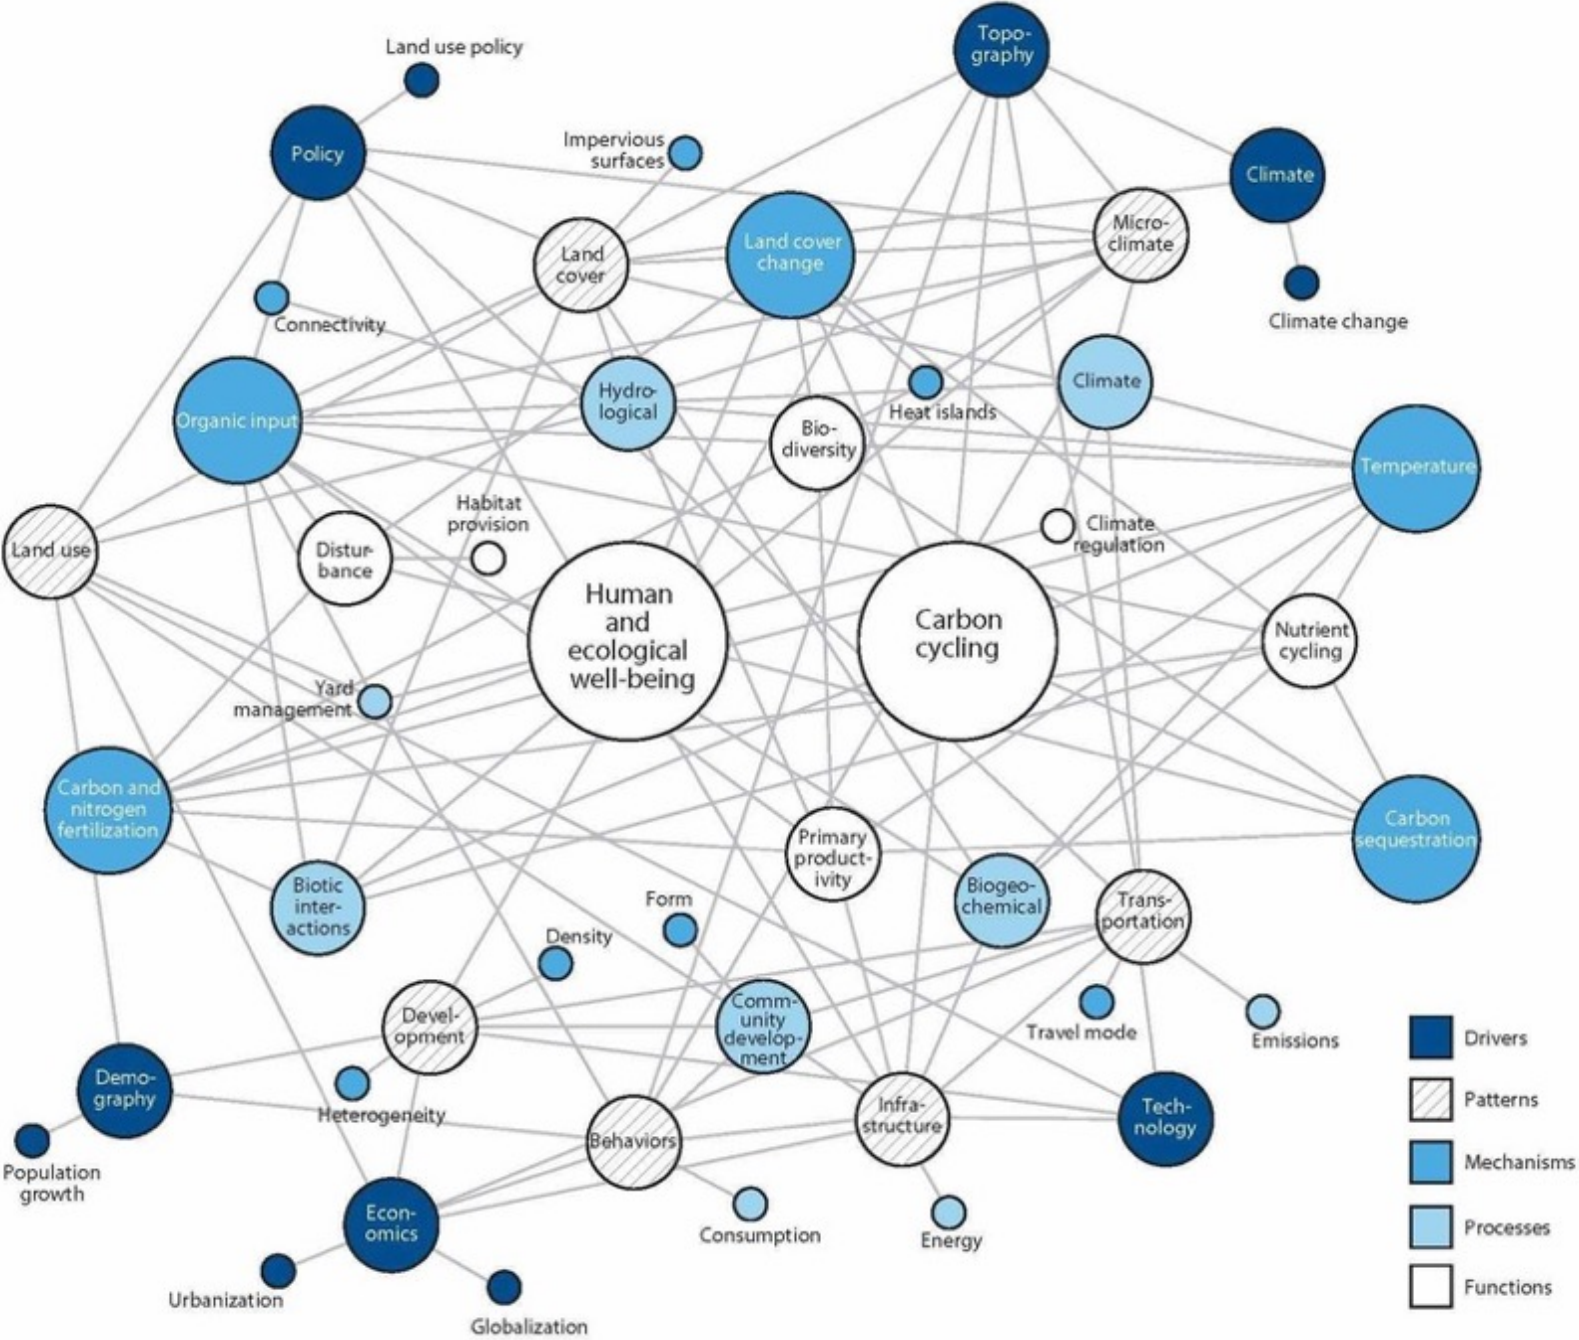 Land use policy
Topo-
graphy
Policy
Impervious
surfaces
Climate
Land
cover
Land cover
change
Micro-
climate
Connectivity
Climate change
Organic input
Hydro-
logical
Heat islands
Climate
Bio-
diversity
Temperature
Habitat
provision
Climate
regulation
Land use
Distur-
bance
Human
and
ecological
well-being
Carbon
cycling
Nutrient
cycling
Yard
management
Carbon and
nitrogen
fertilization
Primary
product-
ivity
Carbon
sequestration
Biotic
inter-
actions
Form
Biogeo-
chemical
Trans-
portation
Density
Devel-
opment
Comm-
unity
develop-
ment
Travel mode
Emissions
Demo-
graphy
Heterogeneity
Behaviors
Infra-
structure
Tech-
nology
Population
growth
Econ-
omics
Consumption
Energy
Urbanization
Globalization
Drivers
Patterns
Mechanisms
Processes
Functions